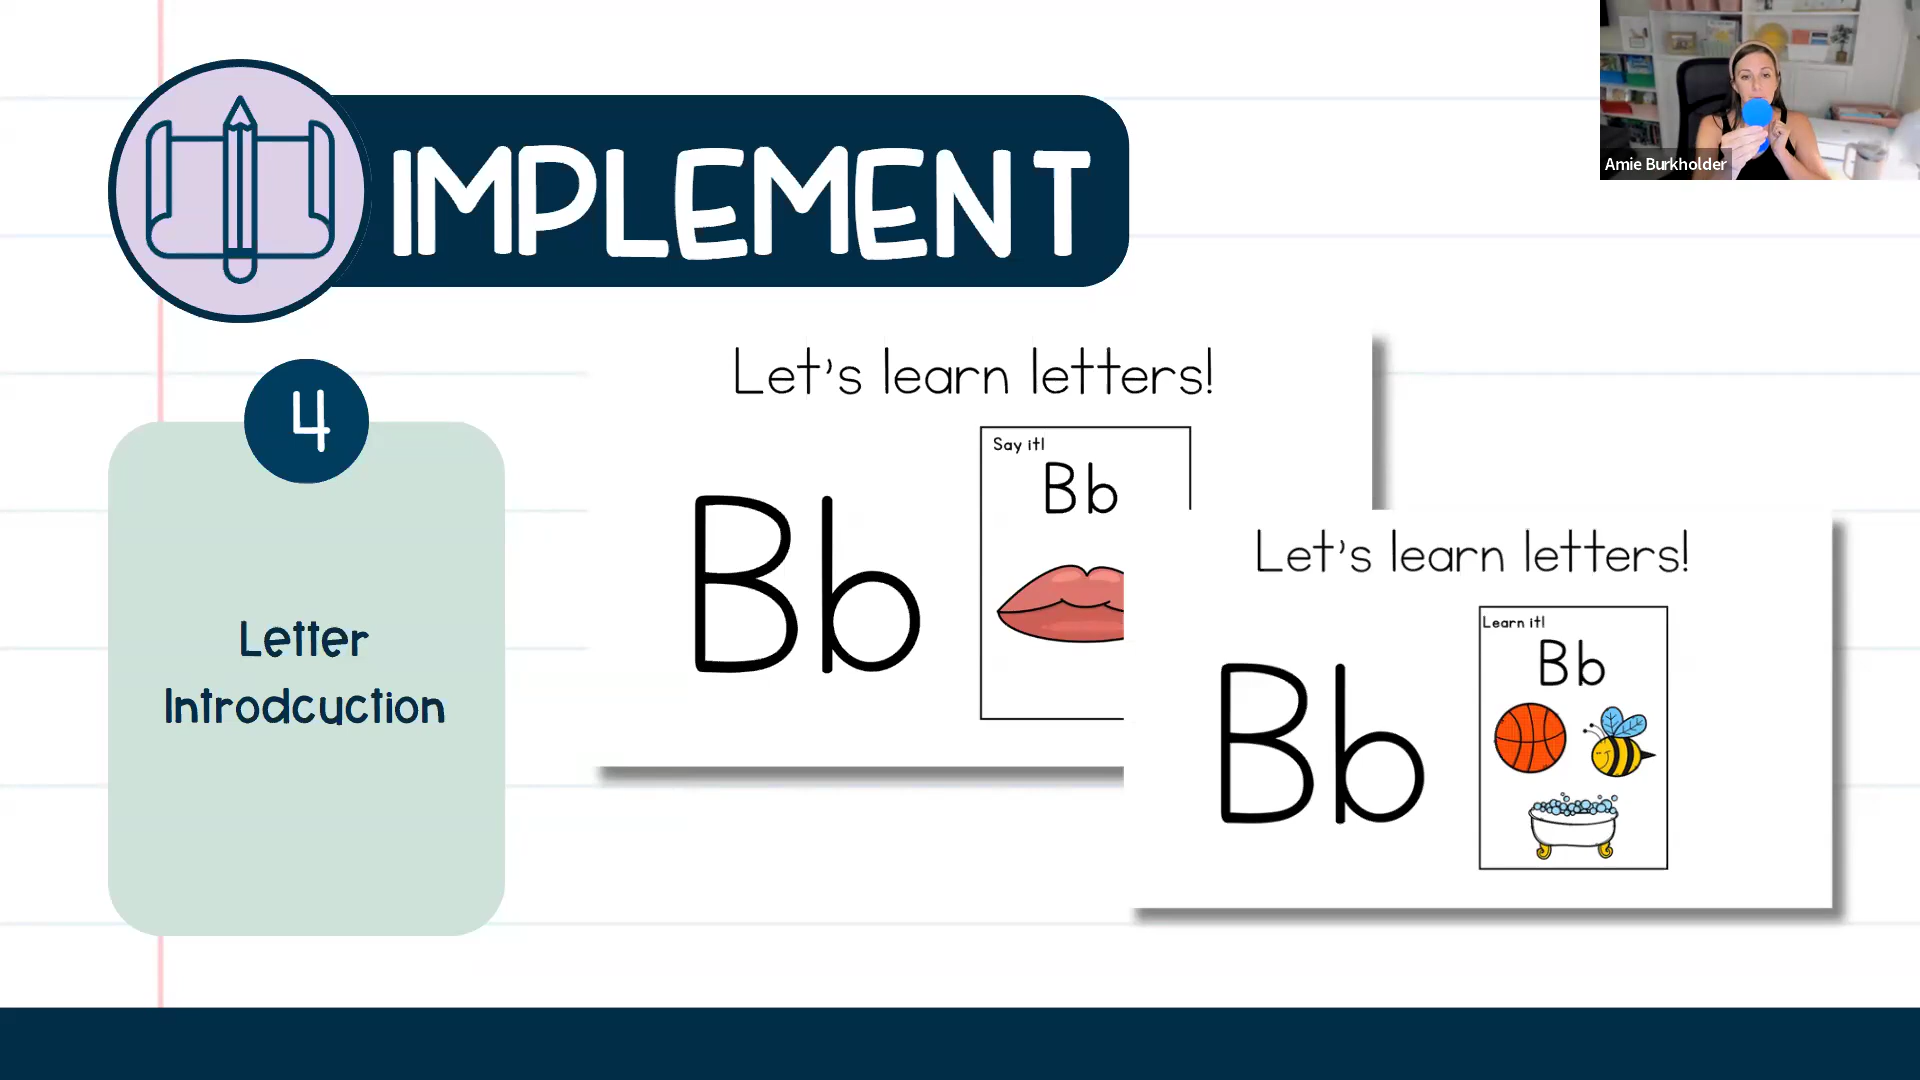 IMPLEMENT
Amie Burkholder
4
Letter
Introdcuction
Let's learn letters!
Say it!
Bb
Bb
Let's learn letters!
Learn it!
Bb
Bb